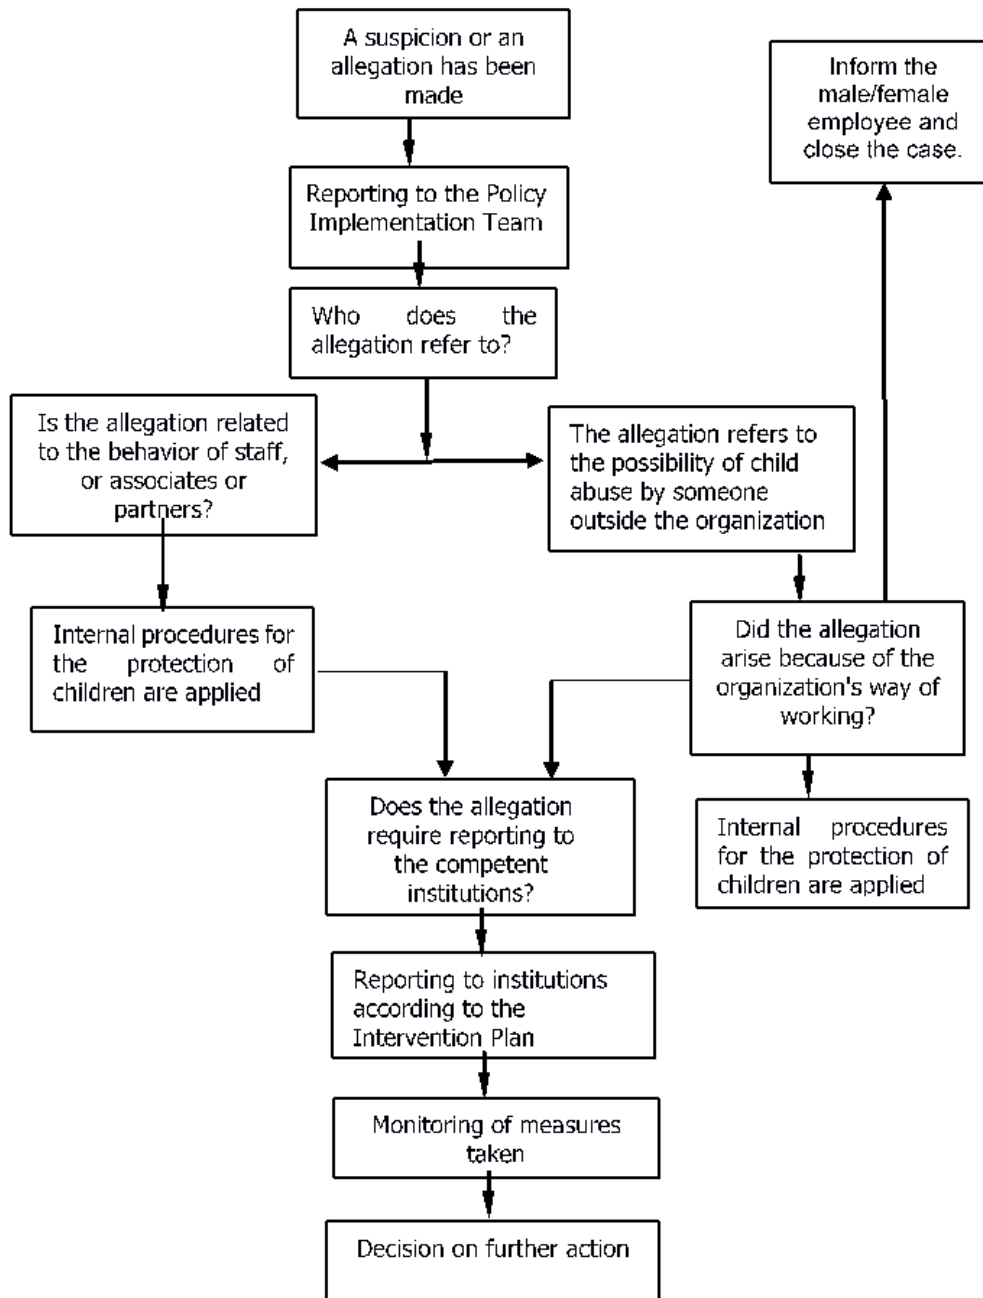 A suspicion or an
allegation has been
made
Inform the
male/female
employee and
close the case.
Reporting to the Policy
Implementation Team
Who does the
allegation refer to?
Is the allegation related
to the behavior of staff,
or associates or
partners?
The allegation refers to
the possibility of child
abuse by someone
outside the organization
Internal procedures for
the protection of
children are applied
Did the allegation
arise because of the
organization's way of
working?
Does the allegation
require reporting to
the competent
institutions?
Internal procedures
for the protection of
children are applied
Reporting to institutions
according to the
Intervention Plan
Monitoring of measures
taken
Decision on further action